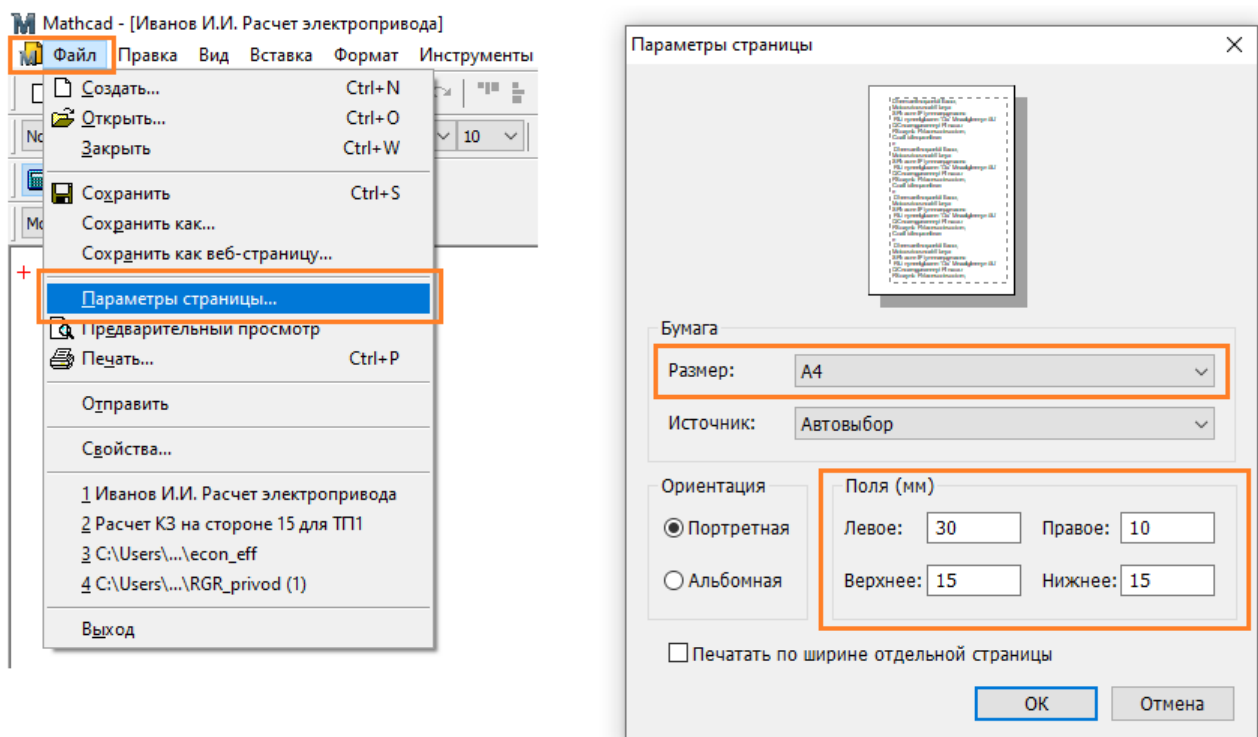 Mathcad - [Иванов И.И. Расчет электропривода]
Файл Правка Вид Вставка Формат Инструменты
Создать... Ctrl+N
Открыть... Ctrl+O
Закрыть Ctrl+W
10
Сохранить Ctrl+S
Сохранить как...
Сохранить как веб-страницу...
Параметры страницы...
Предварительный просмотр
Печать... Ctrl+P
Отправить
Свойства...
1 Иванов И.И. Расчет электропривода
2 Расчет КЗ на стороне 15 для ТП1
3 C:\Users\...\econ_eff
4 C:\Users\...\RGR_privod (1)
Выход
Параметры страницы
Бумага
Размер: A4
Источник: Автовыбор
Ориентация
Портретная
Альбомная
Поля (мм)
Левое: 30 Правое: 10
Верхнее: 15 Нижнее: 15
Печатать по ширине отдельной страницы
OK Отмена